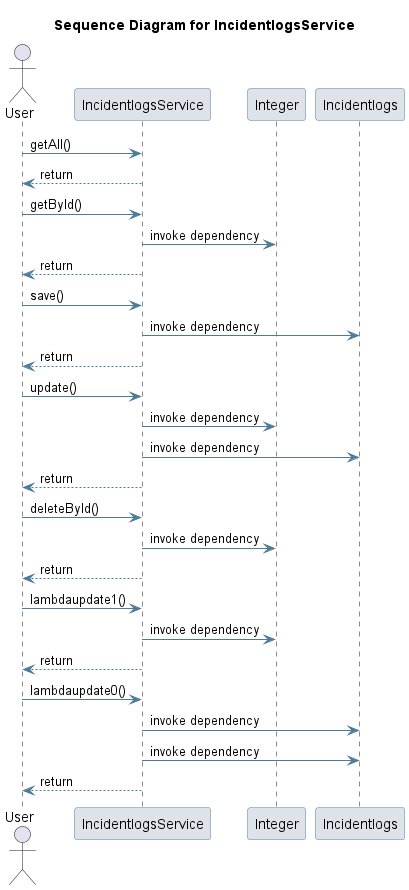 Sequence Diagram for IncidentlogsService
User
IncidentlogsService
Integer
Incidentlogs
getAll()
return
getById()
invoke dependency
return
save()
invoke dependency
return
update()
invoke dependency
invoke dependency
return
deleteById()
invoke dependency
return
lambdaupdate1()
invoke dependency
return
lambdaupdate0()
invoke dependency
invoke dependency
return
User
IncidentlogsService
Integer
Incidentlogs